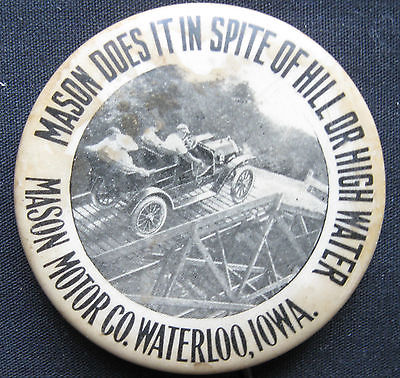 MASON DOES IT IN SPITE OF HILL OR HIGH WATER
MASON MOTOR CO. WATERLOO, IOWA.